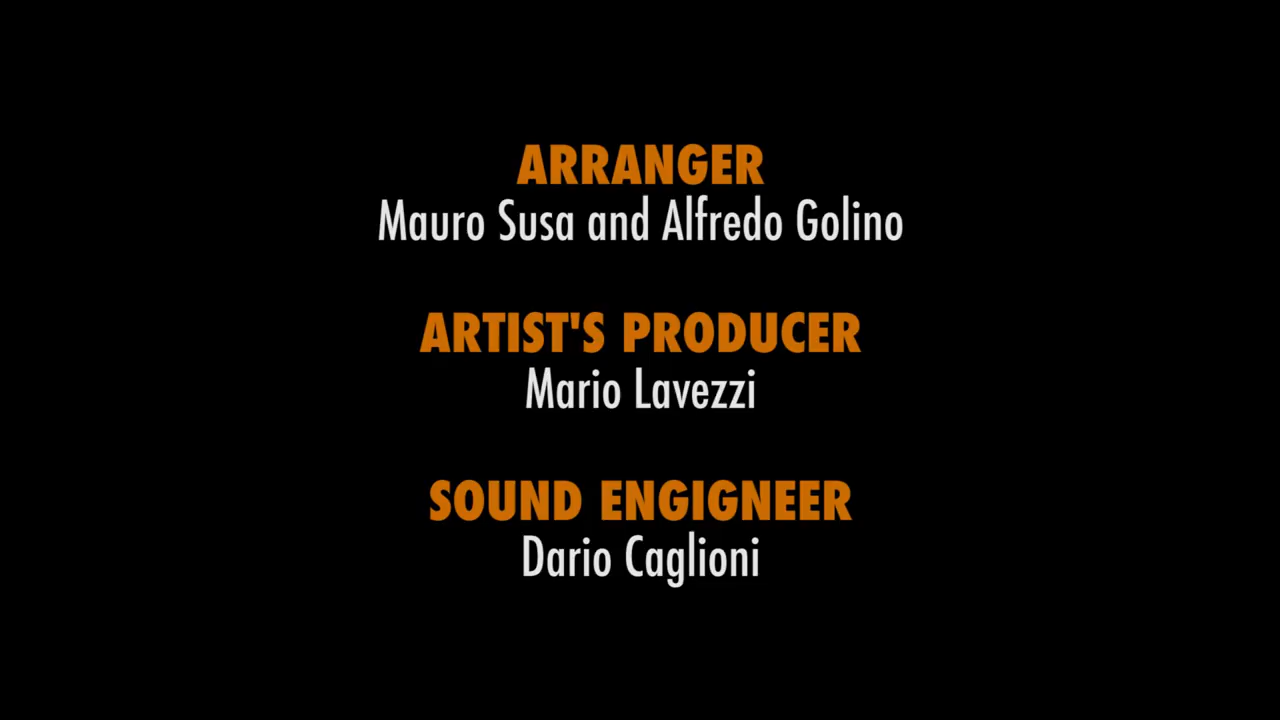 ARRANGER
Mauro Susa and Alfredo Golino
ARTIST'S PRODUCER
Mario Lavezzi
SOUND ENGIGNEER
Dario Caglioni